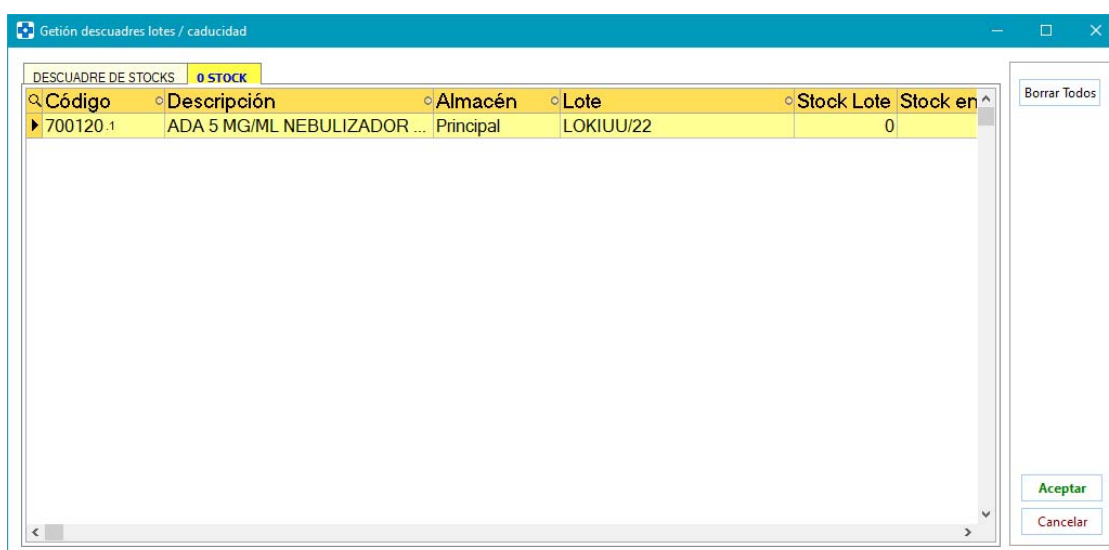 Getión descuadres lotes / caducidad
DESCUADRE DE STOCKS 0 STOCK
Código Descripción Almacén Lote Stock Lote Stock en
700120.1 ADA 5 MG/ML NEBULIZADOR ... Principal LOKIUU/22 0
Borrar Todos
Aceptar
Cancelar